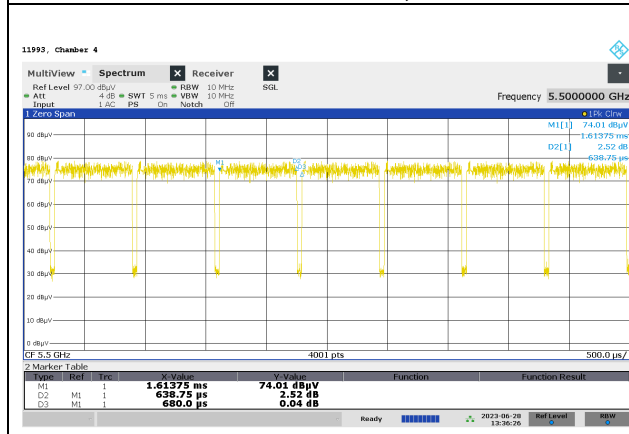 11993, Chamber 4
MultiView Spectrum Receiver
Ref Level 97.00 dBµV RBW 10 MHz SGL
Att 4 dB SWT 5 ms VBW 10 MHz
Input 1 AC PS On Notch Off
Frequency 5.5000000 GHz
1 Zero Span 1Pk Clrw
M1[1] 74.01 dBµV
1.61375 ms
D2[1] 2.52 dB
638.75 µs
90 dBµV
80 dBµV
M1
D2
D3
70 dBµV
60 dBµV
50 dBµV
40 dBµV
30 dBµV
20 dBµV
10 dBµV
0 dBµV
CF 5.5 GHz 4001 pts 500.0 µs/
2 Marker Table
Type Ref Trc X-Value Y-Value Function Function Result
M1 1 1.61375 ms 74.01 dBµV
D2 M1 1 638.75 µs 2.52 dB
D3 M1 1 680.0 µs 0.04 dB
Ready 2023-06-28 Ref Level RBW
13:36:26